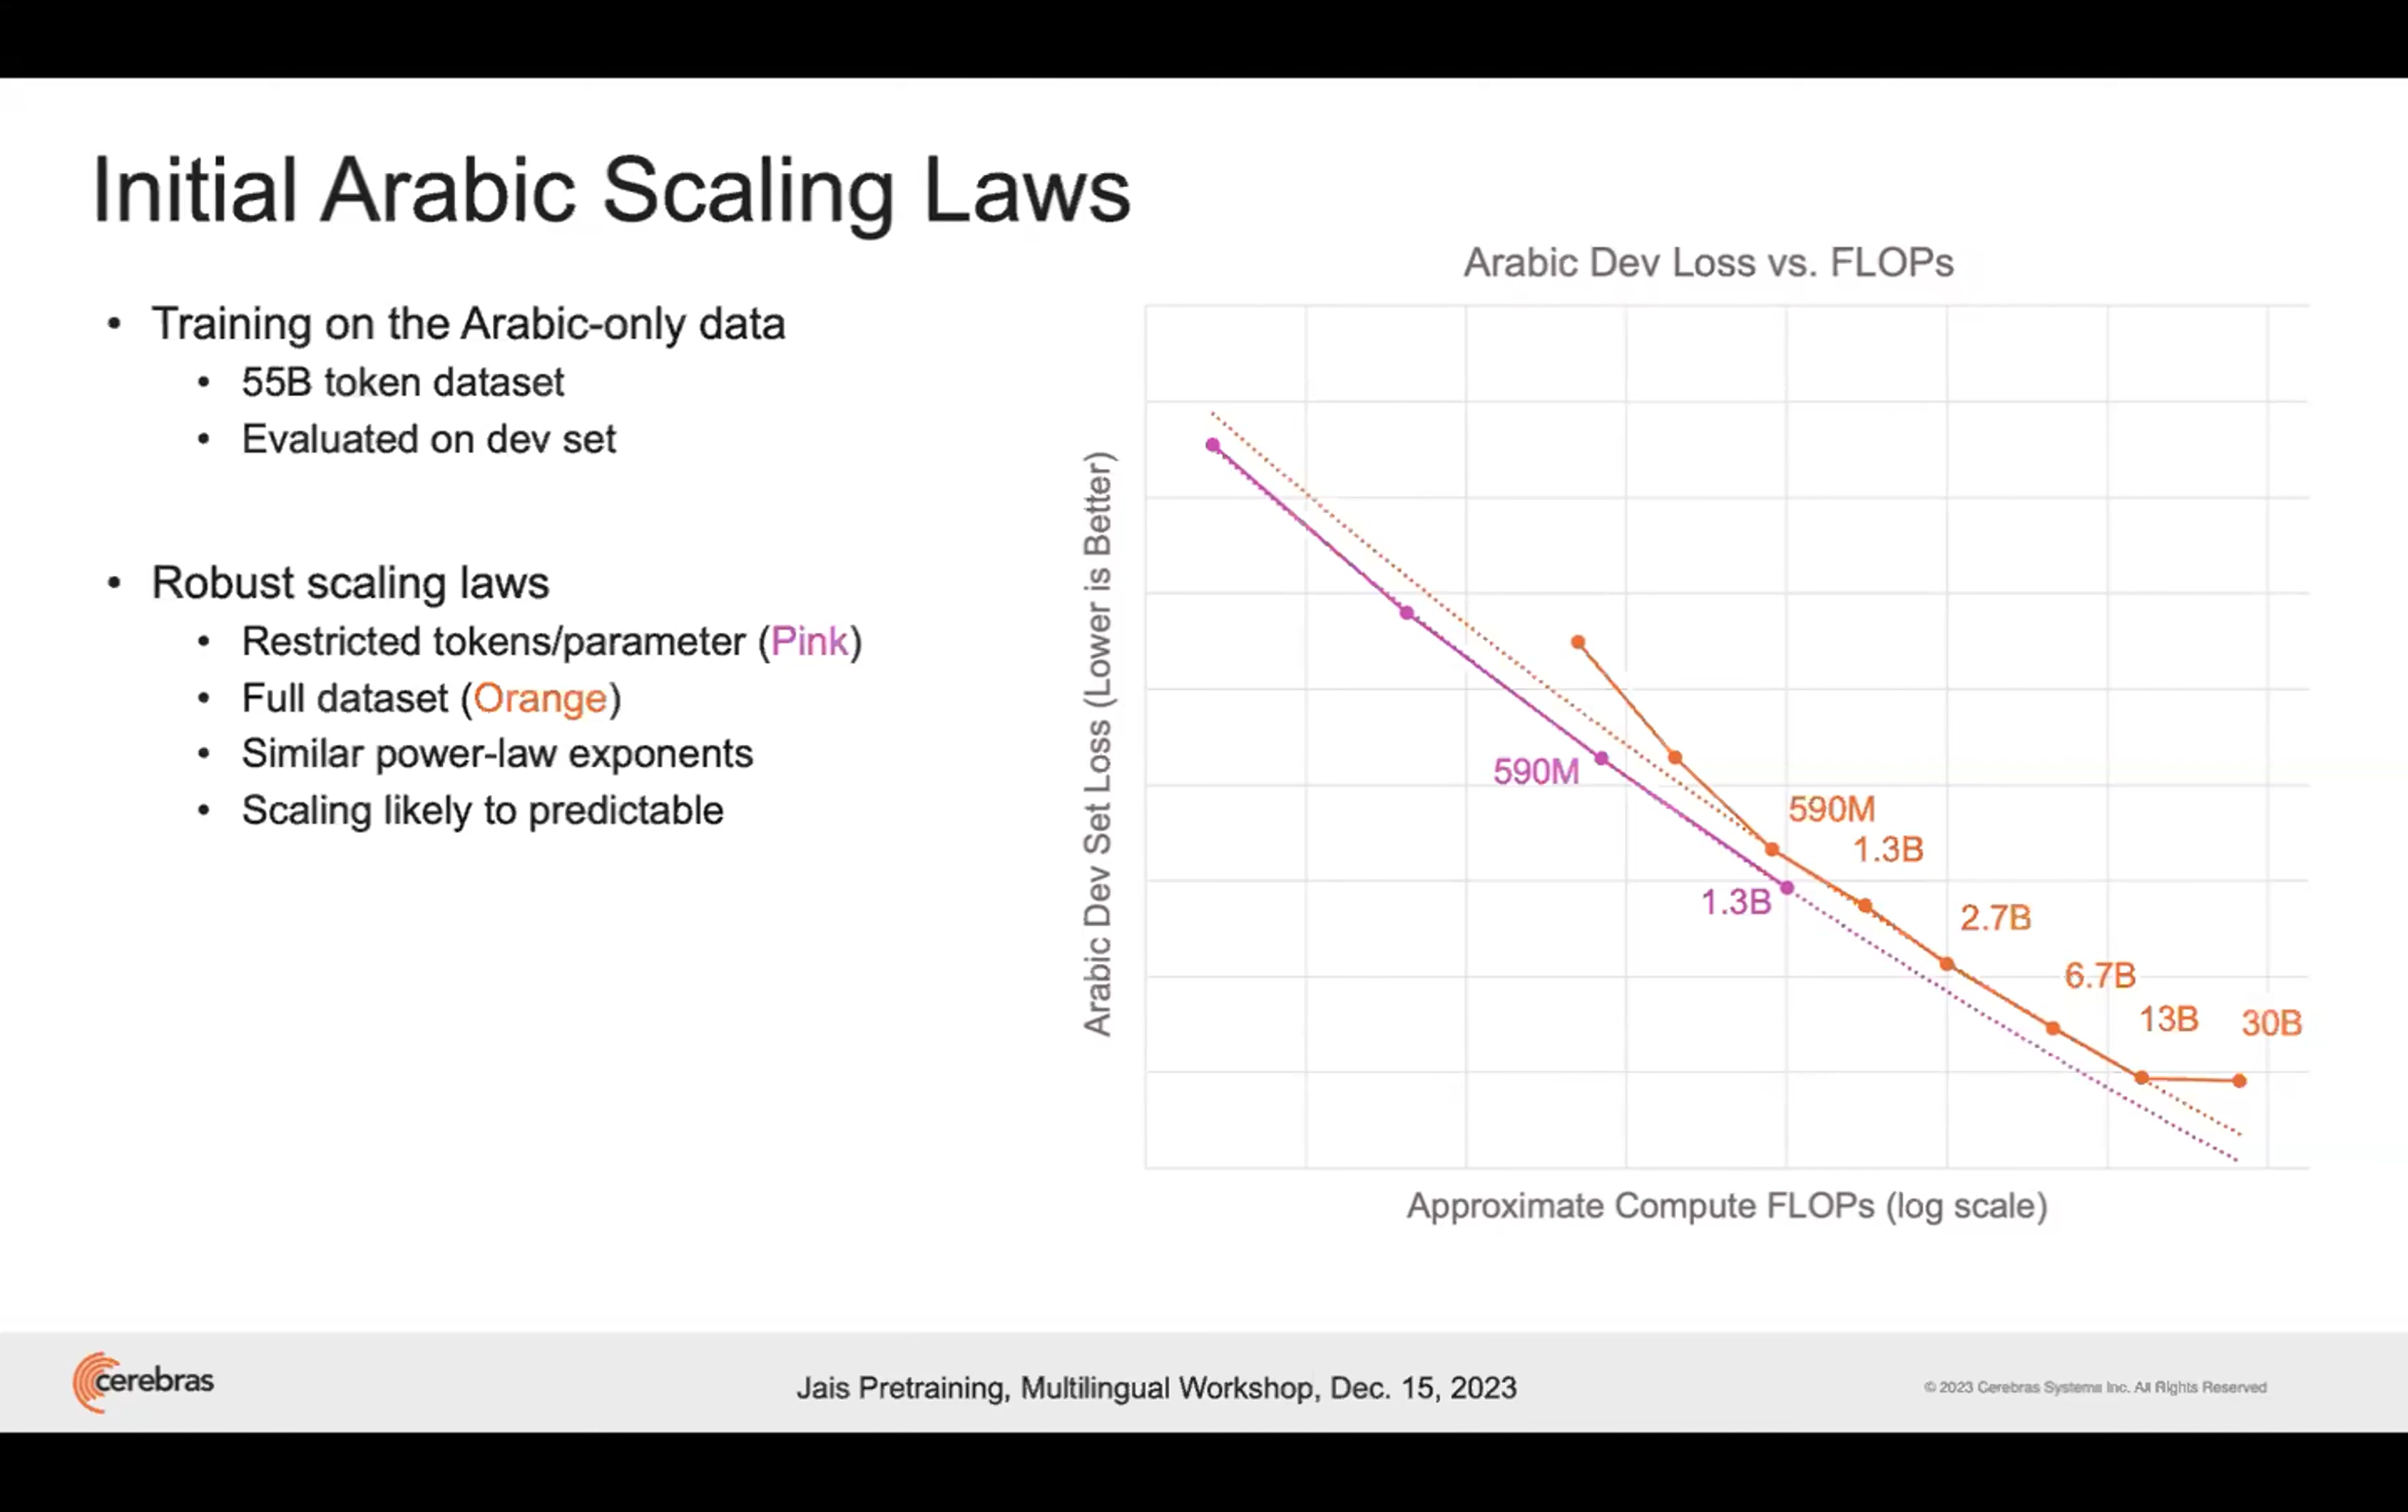 Initial Arabic Scaling Laws
• Training on the Arabic-only data
• 55B token dataset
• Evaluated on dev set
• Robust scaling laws
• Restricted tokens/parameter (Pink)
• Full dataset (Orange)
• Similar power-law exponents
• Scaling likely to predictable
Arabic Dev Loss vs. FLOPs
Arabic Dev Set Loss (Lower is Better)
590M
1.3B
590M
1.3B
2.7B
6.7B
13B
30B
Approximate Compute FLOPs (log scale)
cerebras
Jais Pretraining, Multilingual Workshop, Dec. 15, 2023
© 2023 Cerebras Systems Inc. All Rights Reserved